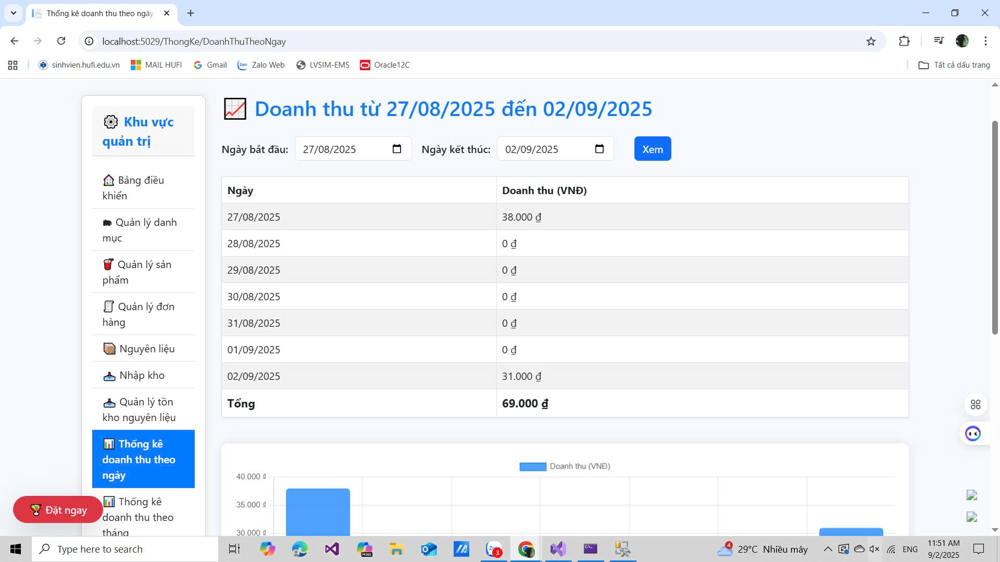 Thống kê doanh thu theo ngày
localhost:5029/ThongKe/DoanhThuTheoNgay
sinhvien.hufi.edu.vn
MAIL HUFI
Gmail
Zalo Web
LVSIM-EMS
Oracle12C
Tất cả dấu trang
Khu vực
quản trị
Bảng điều
khiển
Quản lý danh
mục
Quản lý sản
phẩm
Quản lý đơn
hàng
Nguyên liệu
Nhập kho
Quản lý tồn
kho nguyên liệu
Thống kê
doanh thu theo
ngày
Thống kê
doanh thu theo
tháng
Đặt ngay
Doanh thu từ 27/08/2025 đến 02/09/2025
Ngày bắt đầu: 27/08/2025 Ngày kết thúc: 02/09/2025 Xem
Ngày Doanh thu (VNĐ)
27/08/2025 38.000 ₫
28/08/2025 0 ₫
29/08/2025 0 ₫
30/08/2025 0 ₫
31/08/2025 0 ₫
01/09/2025 0 ₫
02/09/2025 31.000 ₫
Tổng 69.000 ₫
Doanh thu (VNĐ)
40.000 ₫
35.000 ₫
30.000 ₫
Type here to search
M365
Zalo
3
4
29°C Nhiều mây
ENG
11:51 AM
9/2/2025